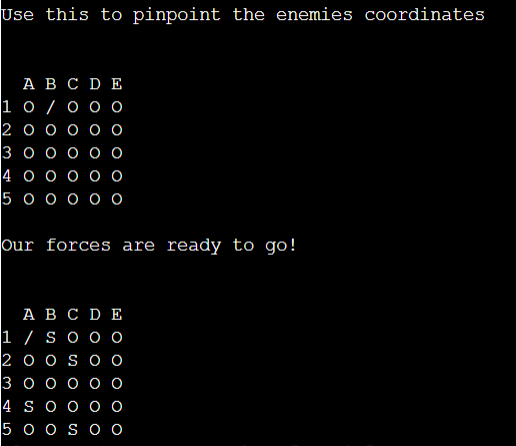 Use this to pinpoint the enemies coordinates
A B C D E
1 O / O O O
2 O O O O O
3 O O O O O
4 O O O O O
5 O O O O O
Our forces are ready to go!
A B C D E
1 / S O O O
2 O O S O O
3 O O O O O
4 S O O O O
5 O O S O O